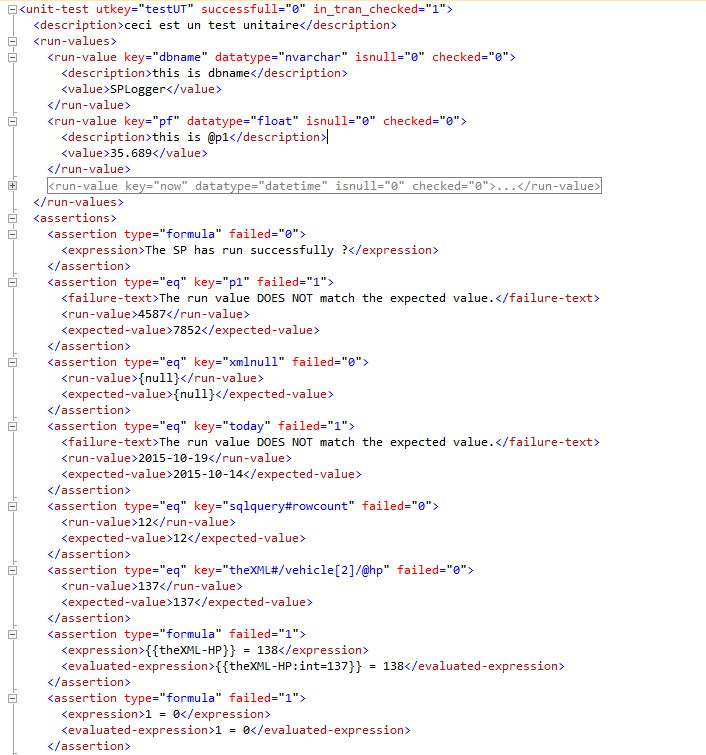 <unit-test utkey="testUT" successfull="0" in_tran_checked="1">
<description>ceci est un test unitaire</description>
<run-values>
<run-value key="dbname" datatype="nvarchar" isnull="0" checked="0">
<description>this is dbname</description>
<value>SPLogger</value>
</run-value>
<run-value key="pf" datatype="float" isnull="0" checked="0">
<description>this is @p1</description>
<value>35.689</value>
</run-value>
<run-value key="now" datatype="datetime" isnull="0" checked="0">...</run-value>
</run-values>
<assertions>
<assertion type="formula" failed="0">
<expression>The SP has run successfully ?</expression>
</assertion>
<assertion type="eq" key="p1" failed="1">
<failure-text>The run value DOES NOT match the expected value.</failure-text>
<run-value>4587</run-value>
<expected-value>7852</expected-value>
</assertion>
<assertion type="eq" key="xmlnull" failed="0">
<run-value>{null}</run-value>
<expected-value>{null}</expected-value>
</assertion>
<assertion type="eq" key="today" failed="1">
<failure-text>The run value DOES NOT match the expected value.</failure-text>
<run-value>2015-10-19</run-value>
<expected-value>2015-10-14</expected-value>
</assertion>
<assertion type="eq" key="sqlquery#rowcount" failed="0">
<run-value>12</run-value>
<expected-value>12</expected-value>
</assertion>
<assertion type="eq" key="theXML#/vehicle[2]/@hp" failed="0">
<run-value>137</run-value>
<expected-value>137</expected-value>
</assertion>
<assertion type="formula" failed="1">
<expression>{{theXML-HP}} = 138</expression>
<evaluated-expression>{{theXML-HP:int=137}} = 138</evaluated-expression>
</assertion>
<assertion type="formula" failed="1">
<expression>1 = 0</expression>
<evaluated-expression>1 = 0</evaluated-expression>
</assertion>